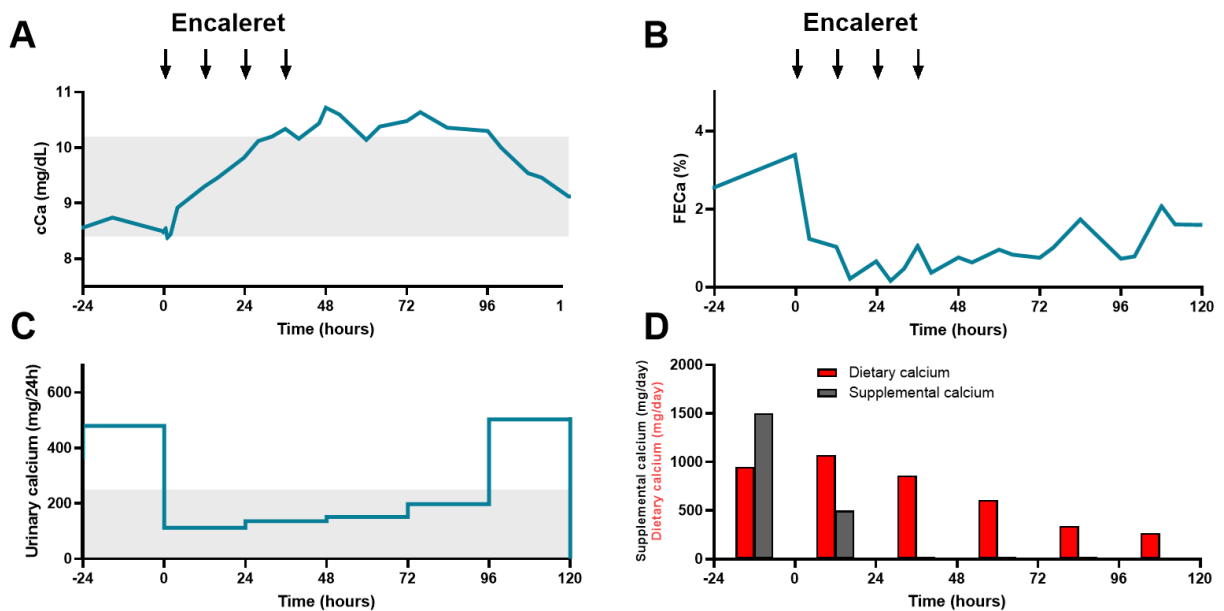 A
Encaleret
cCa (mg/dL)
11
10
9
8
-24 0 24 48 72 96 1
Time (hours)
B
Encaleret
FECa (%)
4
2
0
-24 0 24 48 72 96 120
Time (hours)
C
Urinary calcium (mg/24h)
600
400
200
0
-24 0 24 48 72 96 120
Time (hours)
D
Supplemental calcium (mg/day)
Dietary calcium (mg/day)
2000
1500
1000
500
0
Dietary calcium
Supplemental calcium
-24 0 24 48 72 96 120
Time (hours)